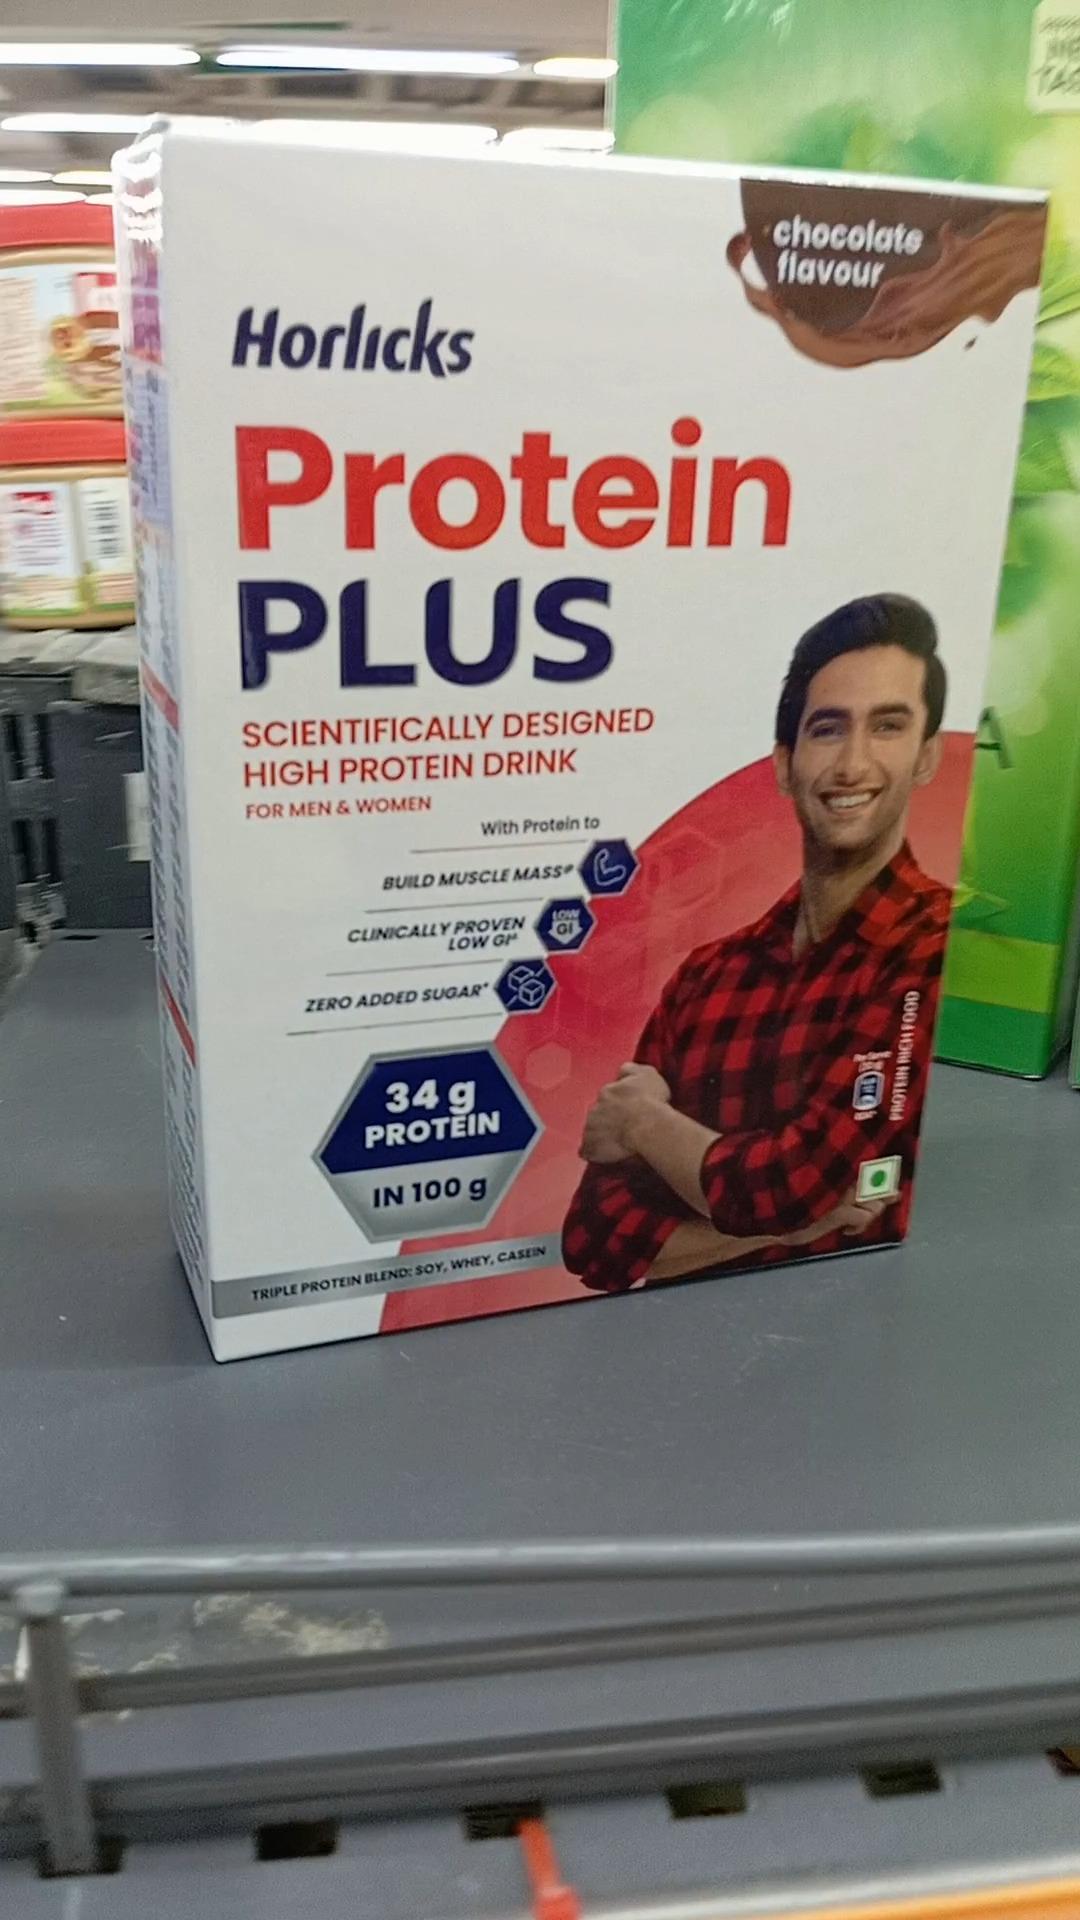 chocolate
flavour
Horlicks
Protein
PLUS
SCIENTIFICALLY DESIGNED
HIGH PROTEIN DRINK
FOR MEN & WOMEN
With Protein to
BUILD MUSCLE MASS#
CLINICALLY PROVEN
LOW GI^
LOW
GI
ZERO ADDED SUGAR*
34 g
PROTEIN
IN 100 g
TRIPLE PROTEIN BLEND: SOY, WHEY, CASEIN
PROTEIN RICH FOOD